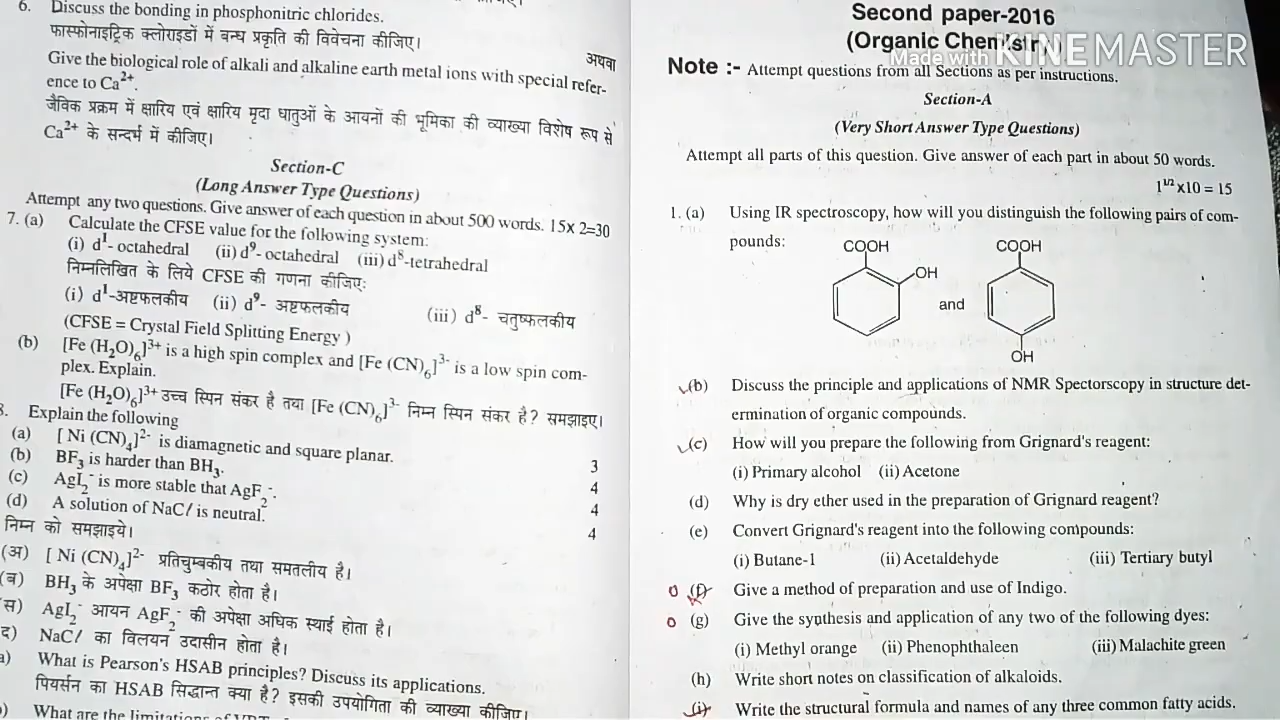 6. Discuss the bonding in phosphonitric chlorides.
फास्फोनाइट्रिक क्लोराइडों में बन्ध प्रकृति की विवेचना कीजिए।
अथवा
Give the biological role of alkali and alkaline earth metal ions with special refer-
ence to Ca2+.
जैविक प्रक्रम में क्षारिय एवं क्षारिय मृदा धातुओं के आयनों की भूमिका की व्याख्या विशेष रूप से
Ca2+ के सन्दर्भ में कीजिए।
Section-C
(Long Answer Type Questions)
Attempt any two questions. Give answer of each question in about 500 words. 15x 2=30
7. (a) Calculate the CFSE value for the following system:
(i) d1- octahedral (ii) d9- octahedral (iii) d8-tetrahedral
निम्नलिखित के लिये CFSE की गणना कीजिए:
(i) d1-अष्टफलकीय (ii) d9- अष्टफलकीय (iii) d8- चतुष्फलकीय
(CFSE = Crystal Field Splitting Energy )
(b) [Fe (H2O)6]3+ is a high spin complex and [Fe (CN)6]3- is a low spin com-
plex. Explain.
[Fe (H2O)6]3+ उच्च स्पिन संकर है तथा [Fe (CN)6]3- निम्न स्पिन संकर है? समझाइए।
8. Explain the following
(a) [ Ni (CN)4]2- is diamagnetic and square planar. 3
(b) BF3 is harder than BH3. 4
(c) AgI2- is more stable that AgF2-. 4
(d) A solution of NaCl is neutral. 4
निम्न को समझाइये।
(अ) [ Ni (CN)4]2- प्रतिचुम्बकीय तथा समतलीय है।
(ब) BH3 के अपेक्षा BF3 कठोर होता है।
स) AgI2- आयन AgF2- की अपेक्षा अधिक स्थाई होता है।
द) NaCl का विलयन उदासीन होता है।
a) What is Pearson's HSAB principles? Discuss its applications.
पियर्सन का HSAB सिद्धान्त क्या है? इसकी उपयोगिता की व्याख्या कीजिए।
) What are the limitations of
Second paper-2016
(Organic Chemistry)
Made with KINEMASTER
Note :- Attempt questions from all Sections as per instructions.
Section-A
(Very Short Answer Type Questions)
Attempt all parts of this question. Give answer of each part in about 50 words.
1 1/2 x10 = 15
1. (a) Using IR spectroscopy, how will you distinguish the following pairs of com-
pounds:
COOH COOH
OH
and
OH
(b) Discuss the principle and applications of NMR Spectorscopy in structure det-
ermination of organic compounds.
(c) How will you prepare the following from Grignard's reagent:
(i) Primary alcohol (ii) Acetone
(d) Why is dry ether used in the preparation of Grignard reagent?
(e) Convert Grignard's reagent into the following compounds:
(i) Butane-1 (ii) Acetaldehyde (iii) Tertiary butyl
(f) Give a method of preparation and use of Indigo.
(g) Give the synthesis and application of any two of the following dyes:
(i) Methyl orange (ii) Phenophthaleen (iii) Malachite green
(h) Write short notes on classification of alkaloids.
(i) Write the structural formula and names of any three common fatty acids.